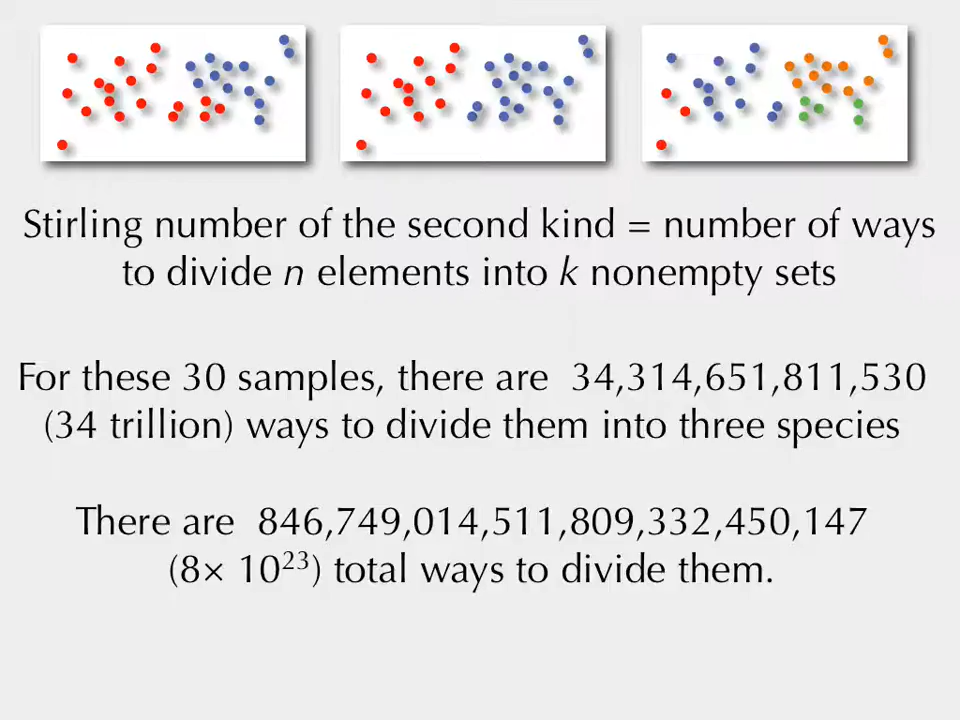 Stirling number of the second kind = number of ways
to divide n elements into k nonempty sets
For these 30 samples, there are 34,314,651,811,530
(34 trillion) ways to divide them into three species
There are 846,749,014,511,809,332,450,147
(8× 10²³) total ways to divide them.